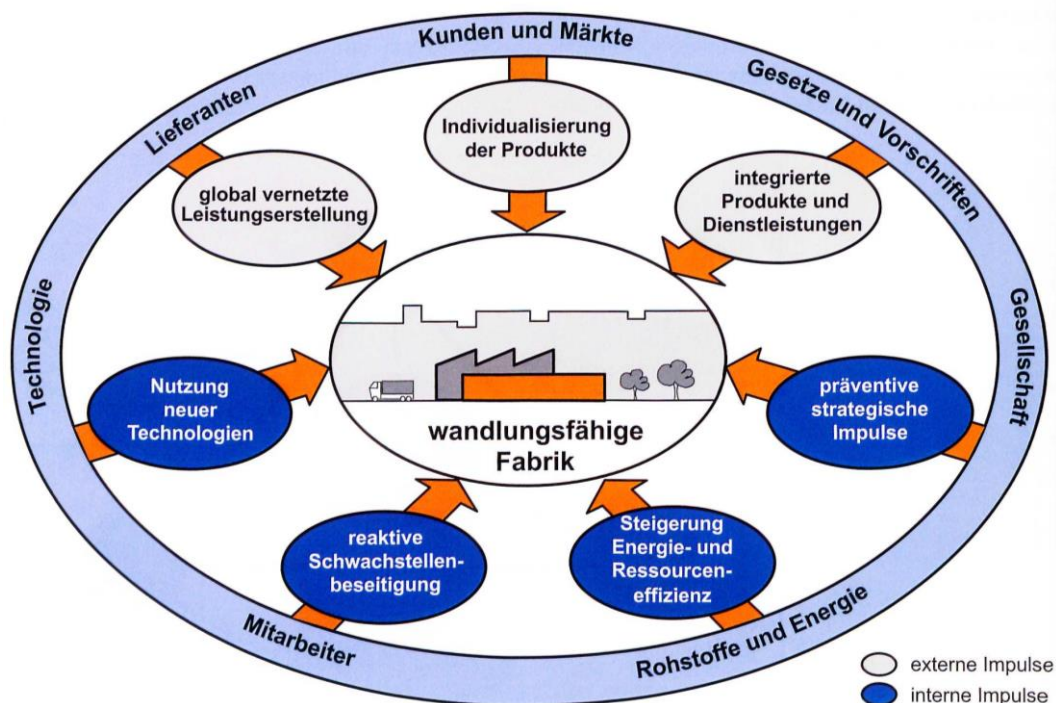 Kunden und Märkte
Gesetze und Vorschriften
Lieferanten
Individualisierung
der Produkte
global vernetzte
Leistungserstellung
integrierte
Produkte und
Dienstleistungen
Technologie
Gesellschaft
Nutzung
neuer
Technologien
präventive
strategische
Impulse
wandlungsfähige
Fabrik
reaktive
Schwachstellen-
beseitigung
Steigerung
Energie- und
Ressourcen-
effizienz
Mitarbeiter
Rohstoffe und Energie
externe Impulse
interne Impulse